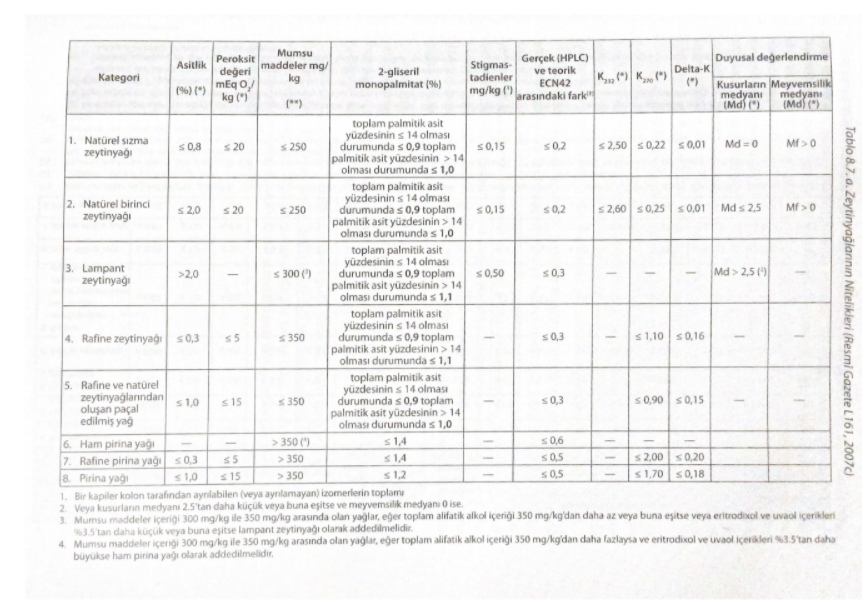 Tablo 8.7. a. Zeytinyağlarının Nitelikleri (Resmi Gazete L161, 2007c)
Kategori | Asitlik (%) (*) | Peroksit değeri mEq O₂/ kg (*) | Mumsu maddeler mg/ kg (**) | 2-gliseril monopalmitat (%) | Stigmas-tadienler mg/kg (¹) | Gerçek (HPLC) ve teorik ECN42 arasındaki fark | K₂₃₂ (*) | K₂₇₀ (*) | Delta-K (*) | Duyusal değerlendirme
Kusurların medyanı (Md) (*) | Meyvemsilik medyanı (Md) (*)
1. Natürel sızma zeytinyağı | ≤ 0,8 | ≤ 20 | ≤ 250 | toplam palmitik asit yüzdesinin ≤ 14 olması durumunda ≤ 0,9 toplam palmitik asit yüzdesinin > 14 olması durumunda ≤ 1,0 | ≤ 0,15 | ≤ 0,2 | ≤ 2,50 | ≤ 0,22 | ≤ 0,01 | Md = 0 | Mf > 0
2. Natürel birinci zeytinyağı | ≤ 2,0 | ≤ 20 | ≤ 250 | toplam palmitik asit yüzdesinin ≤ 14 olması durumunda ≤ 0,9 toplam palmitik asit yüzdesinin > 14 olması durumunda ≤ 1,0 | ≤ 0,15 | ≤ 0,2 | ≤ 2,60 | ≤ 0,25 | ≤ 0,01 | Md ≤ 2,5 | Mf > 0
3. Lampant zeytinyağı | >2,0 | — | ≤ 300 (³) | toplam palmitik asit yüzdesinin ≤ 14 olması durumunda ≤ 0,9 toplam palmitik asit yüzdesinin > 14 olması durumunda ≤ 1,1 | ≤ 0,50 | ≤ 0,3 | — | — | — | Md > 2,5 (²) | —
4. Rafine zeytinyağı | ≤ 0,3 | ≤ 5 | ≤ 350 | toplam palmitik asit yüzdesinin ≤ 14 olması durumunda ≤ 0,9 toplam palmitik asit yüzdesinin > 14 olması durumunda ≤ 1,1 | — | ≤ 0,3 | — | ≤ 1,10 | ≤ 0,16 | — | —
5. Rafine ve natürel zeytinyağlarından oluşan paçal edilmiş yağ | ≤ 1,0 | ≤ 15 | ≤ 350 | toplam palmitik asit yüzdesinin ≤ 14 olması durumunda ≤ 0,9 toplam palmitik asit yüzdesinin > 14 olması durumunda ≤ 1,0 | — | ≤ 0,3 | | ≤ 0,90 | ≤ 0,15 | — | —
6. Ham pirina yağı | — | — | > 350 (⁴) | ≤ 1,4 | — | ≤ 0,6 | — | — | —
7. Rafine pirina yağı | ≤ 0,3 | ≤ 5 | > 350 | ≤ 1,4 | — | ≤ 0,5 | — | ≤ 2,00 | ≤ 0,20
8. Pirina yağı | ≤ 1,0 | ≤ 15 | > 350 | ≤ 1,2 | — | ≤ 0,5 | — | ≤ 1,70 | ≤ 0,18
1. Bir kapiler kolon tarafından ayrılabilen (veya ayrılamayan) izomerlerin toplamı
2. Veya kusurların medyanı 2.5'tan daha küçük veya buna eşitse ve meyvemsilik medyanı 0 ise.
3. Mumsu maddeler içeriği 300 mg/kg ile 350 mg/kg arasında olan yağlar, eğer toplam alifatik alkol içeriği 350 mg/kg'dan daha az veya buna eşitse veya eritrodixol ve uvaol içerikleri
%3.5'tan daha küçük veya buna eşitse lampant zeytinyağı olarak addedilmelidir.
4. Mumsu maddeler içeriği 300 mg/kg ile 350 mg/kg arasında olan yağlar, eğer toplam alifatik alkol içeriği 350 mg/kg'dan daha fazlaysa ve eritrodixol ve uvaol içerikleri %3.5'tan daha
büyükse ham pirina yağı olarak addedilmelidir.